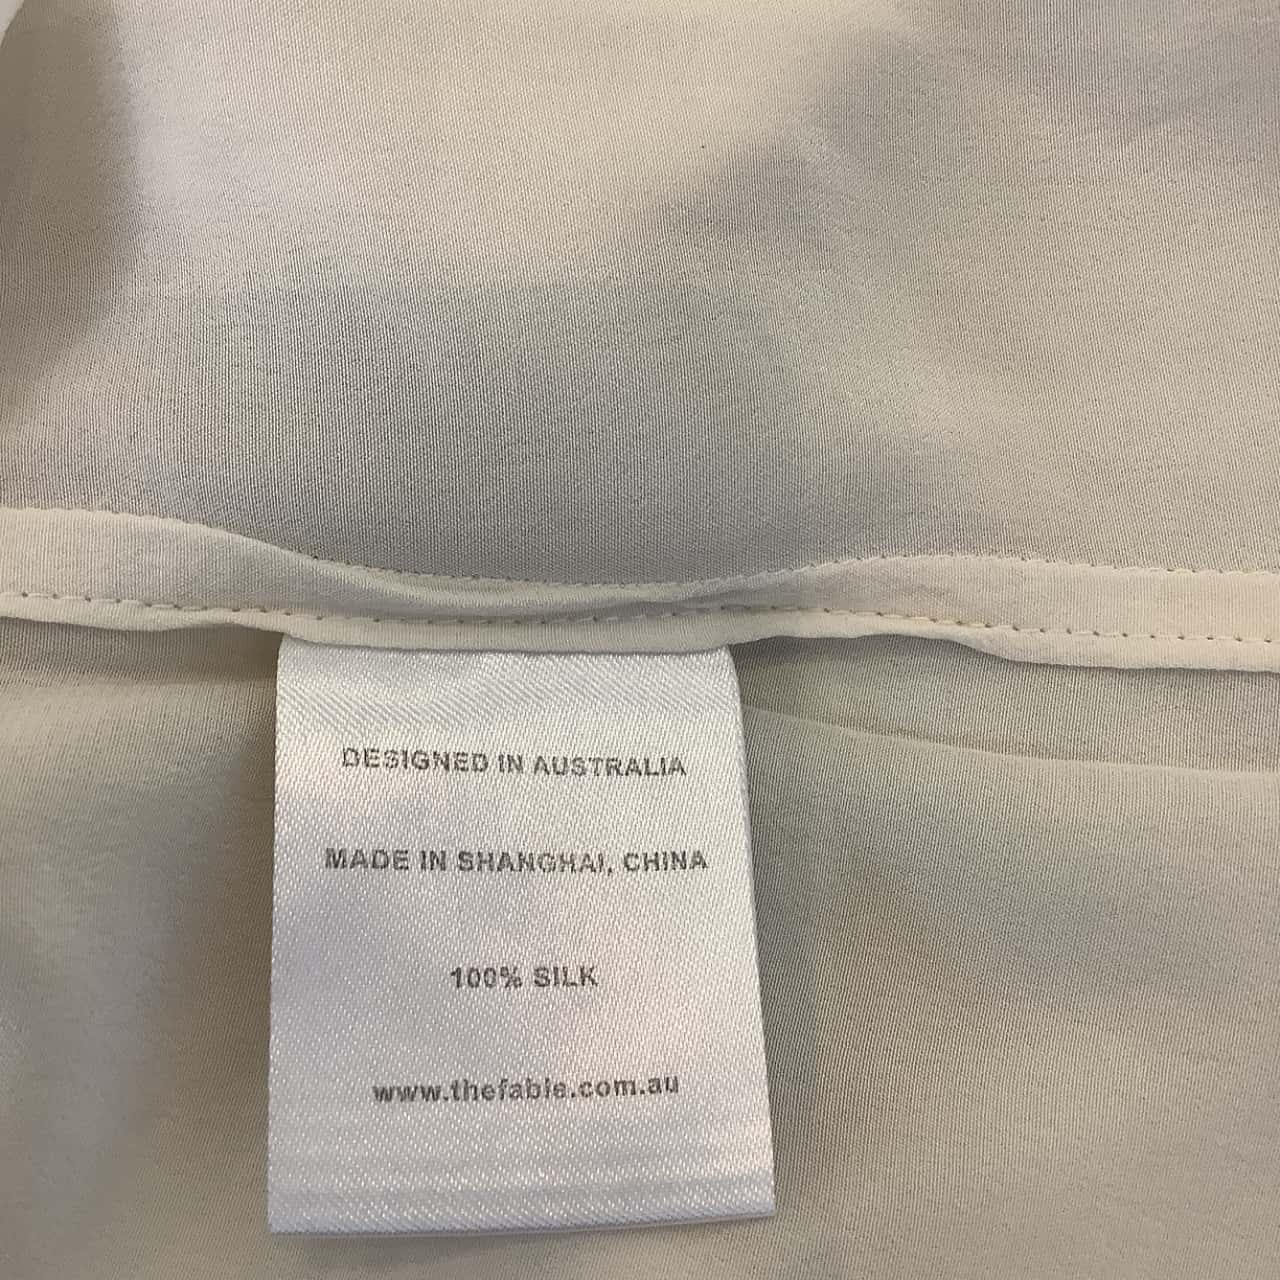 DESIGNED IN AUSTRALIA
MADE IN SHANGHAI, CHINA
100% SILK
www.thefable.com.au